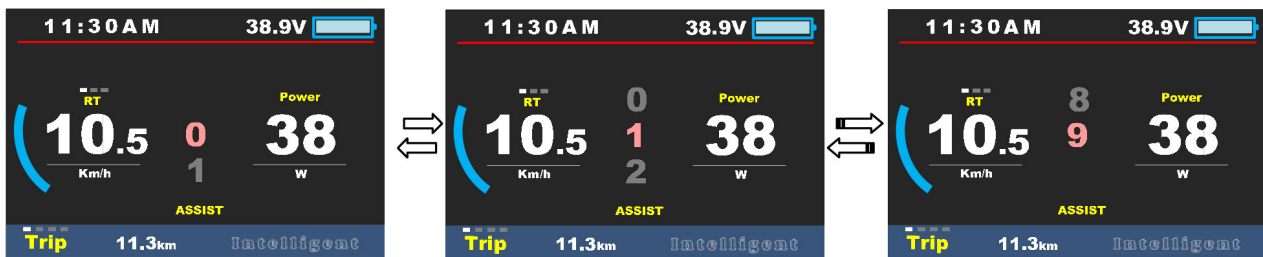 11:30AM 38.9V
RT Power
10.5 0 38
1
Km/h W
ASSIST
Trip 11.3km Intelligent
11:30AM 38.9V
0
RT Power
10.5 1 38
2
Km/h W
ASSIST
Trip 11.3km Intelligent
11:30AM 38.9V
8
RT Power
10.5 9 38
Km/h W
ASSIST
Trip 11.3km Intelligent